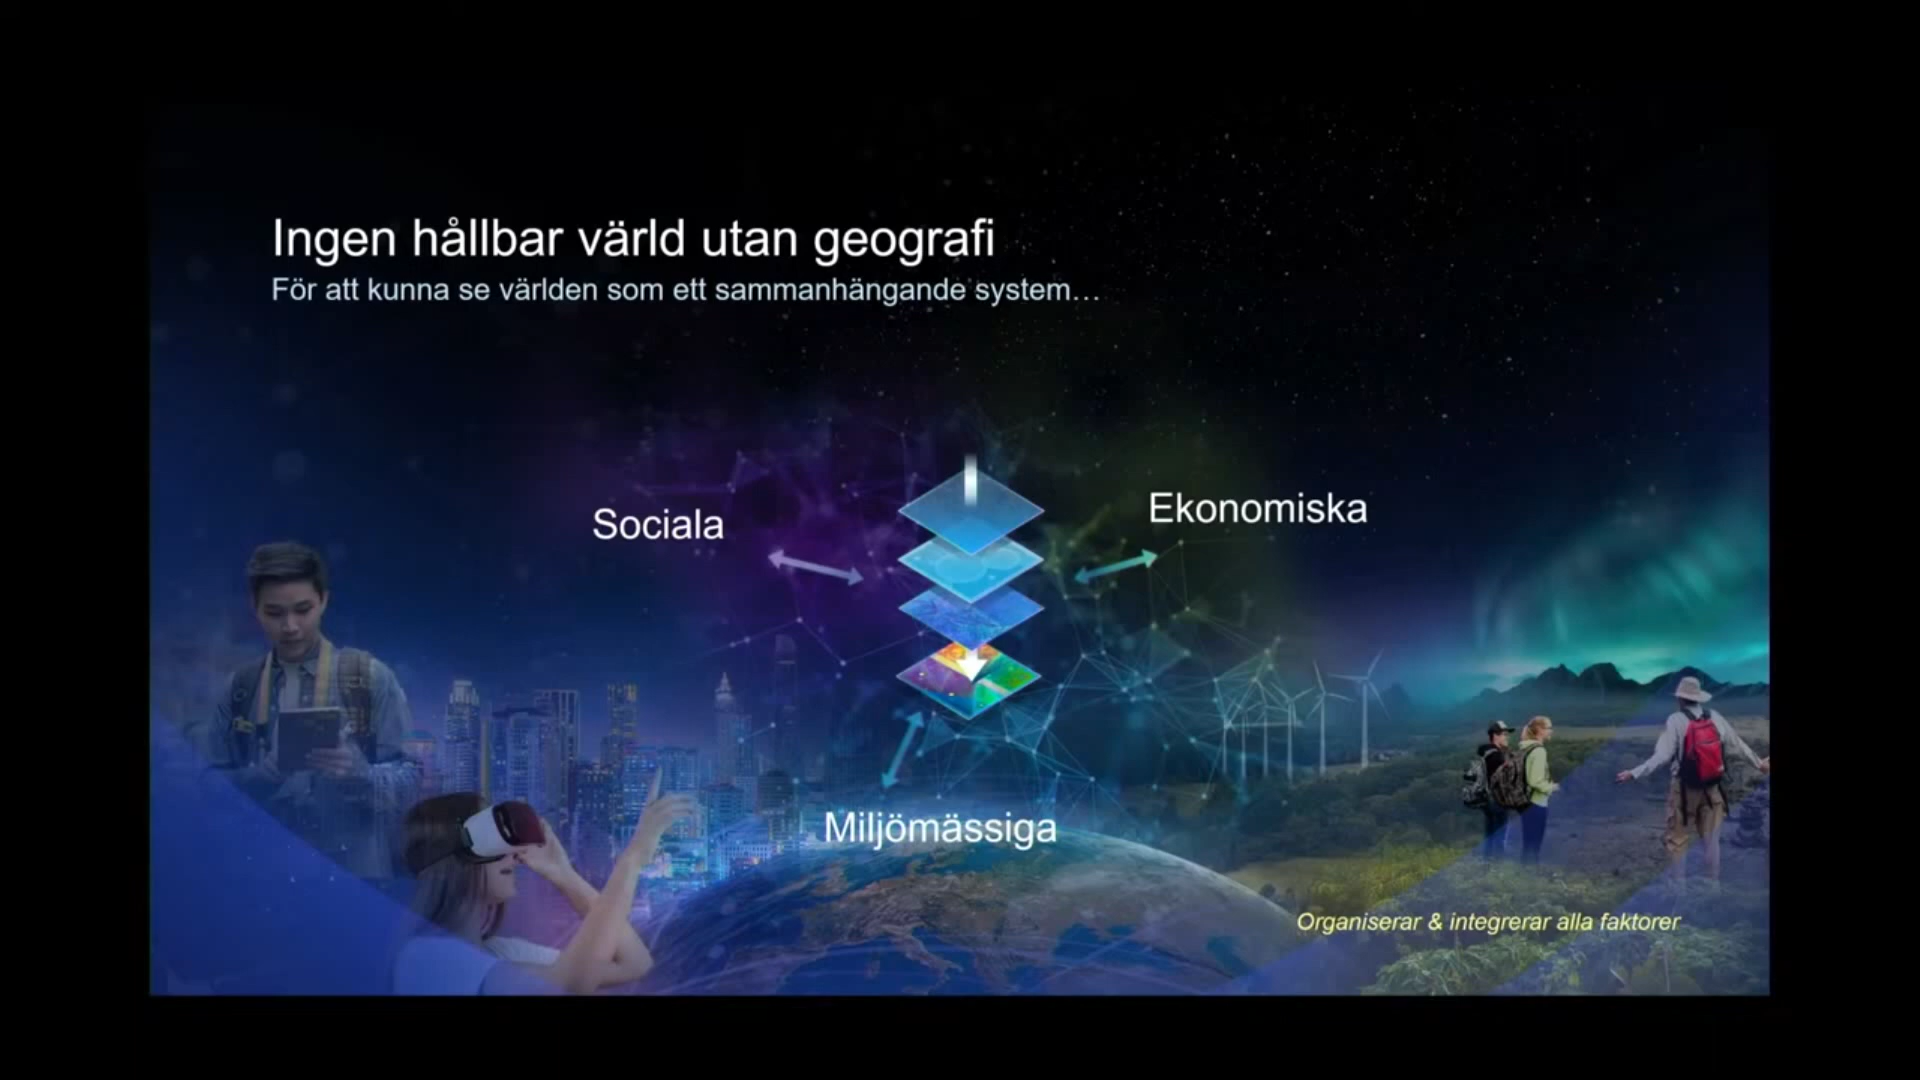 Ingen hållbar värld utan geografi
För att kunna se världen som ett sammanhängande system…
Sociala
Ekonomiska
Miljömässiga
Organiserar & integrerar alla faktorer